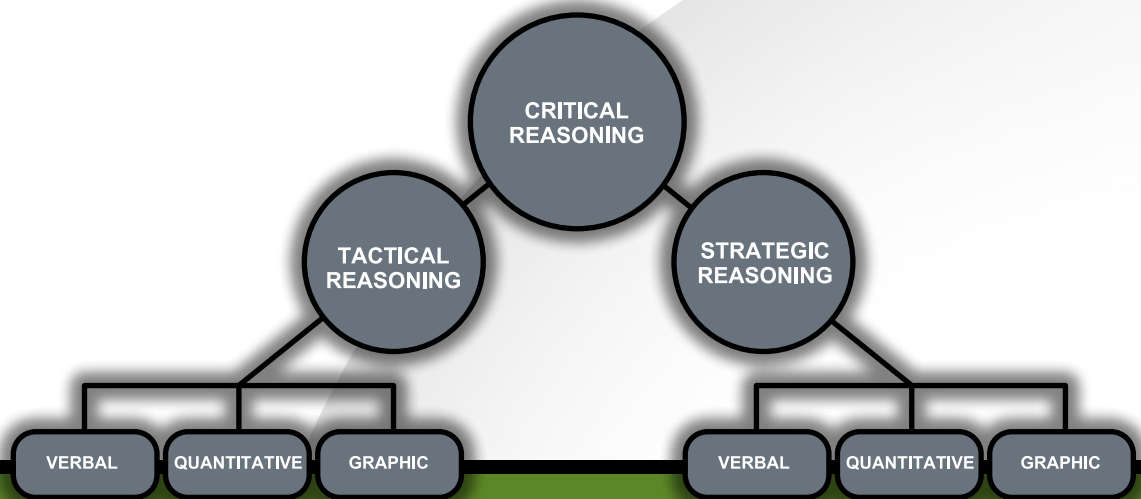 CRITICAL
REASONING
TACTICAL
REASONING
STRATEGIC
REASONING
VERBAL
QUANTITATIVE
GRAPHIC
VERBAL
QUANTITATIVE
GRAPHIC